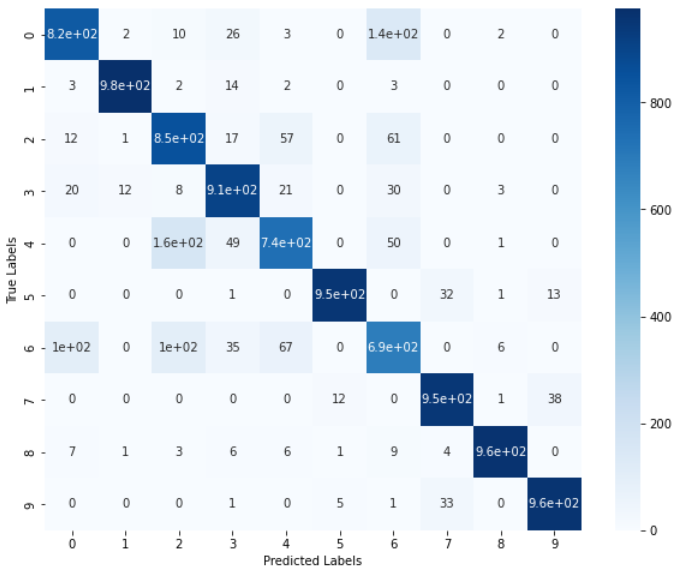 0 8.2e+02 2 10 26 3 0 1.4e+02 0 2 0
1 3 9.8e+02 2 14 2 0 3 0 0 0
2 12 1 8.5e+02 17 57 0 61 0 0 0
3 20 12 8 9.1e+02 21 0 30 0 3 0
4 0 0 1.6e+02 49 7.4e+02 0 50 0 1 0
5 0 0 0 1 0 9.5e+02 0 32 1 13
6 1e+02 0 1e+02 35 67 0 6.9e+02 0 6 0
7 0 0 0 0 0 12 0 9.5e+02 1 38
8 7 1 3 6 6 1 9 4 9.6e+02 0
9 0 0 0 1 0 5 1 33 0 9.6e+02
0 1 2 3 4 5 6 7 8 9
True Labels
Predicted Labels
800
600
400
200
0